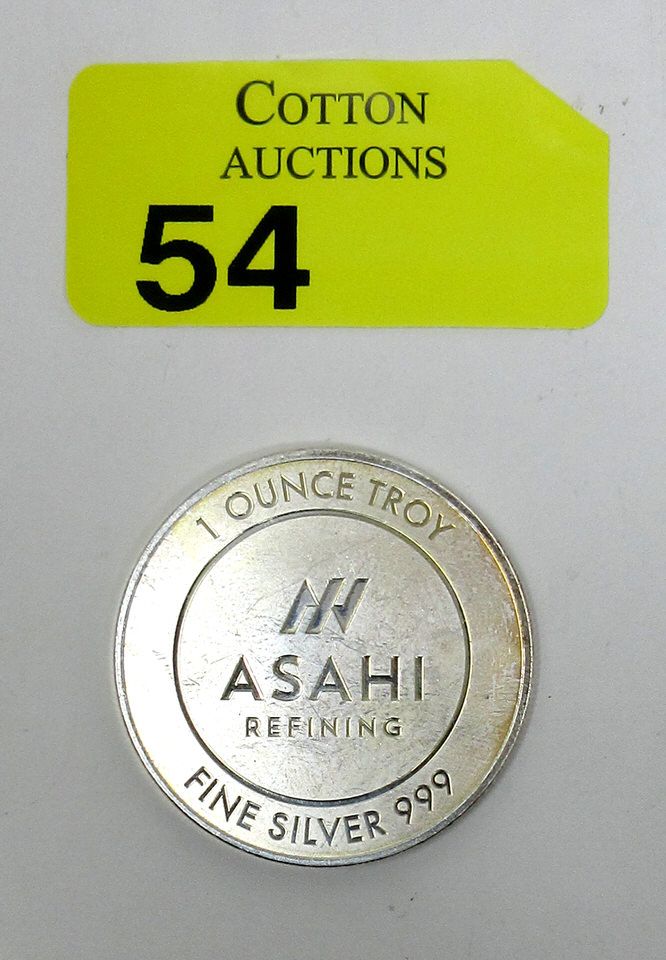 COTTON
AUCTIONS
54
1 OUNCE TROY
ASAHI
REFINING
FINE SILVER 999